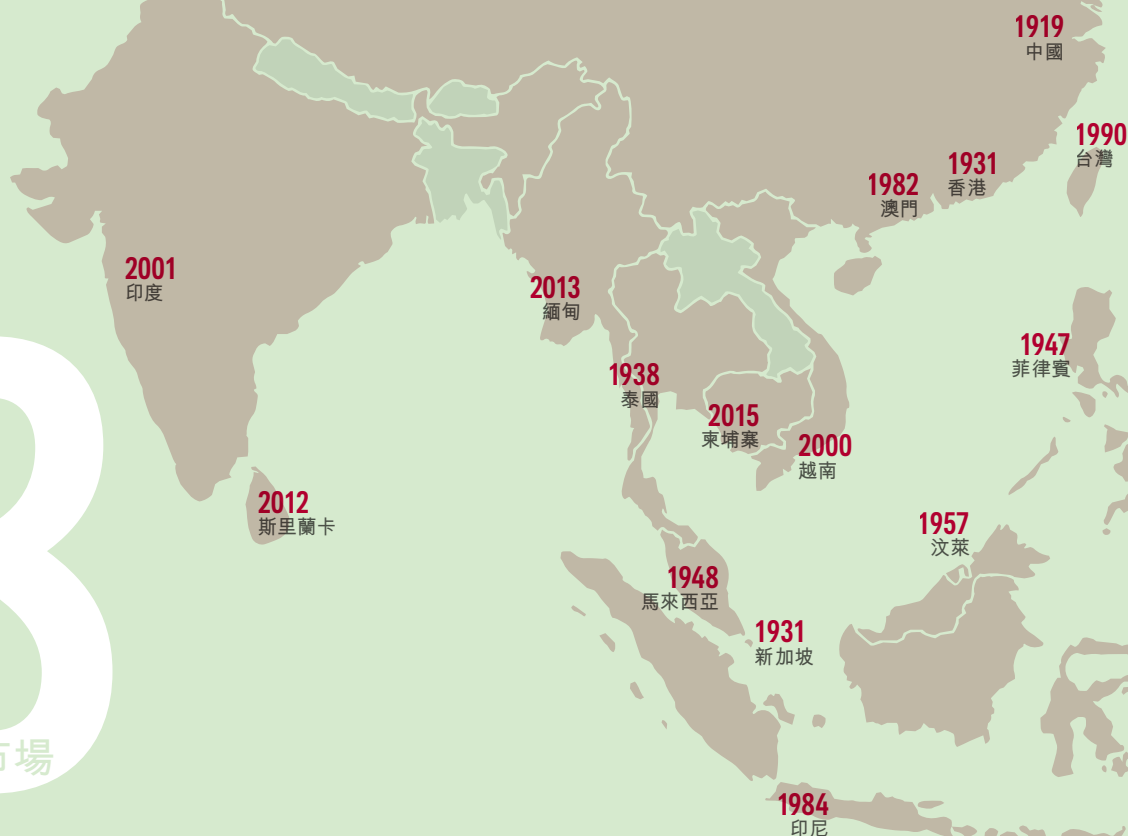 1919
中國
1990
台灣
1931
香港
1982
澳門
2001
印度
2013
緬甸
1947
菲律賓
1938
泰國
2015
柬埔寨
2000
越南
2012
斯里蘭卡
1957
汶萊
1948
馬來西亞
1931
新加坡
市場
1984
印尼